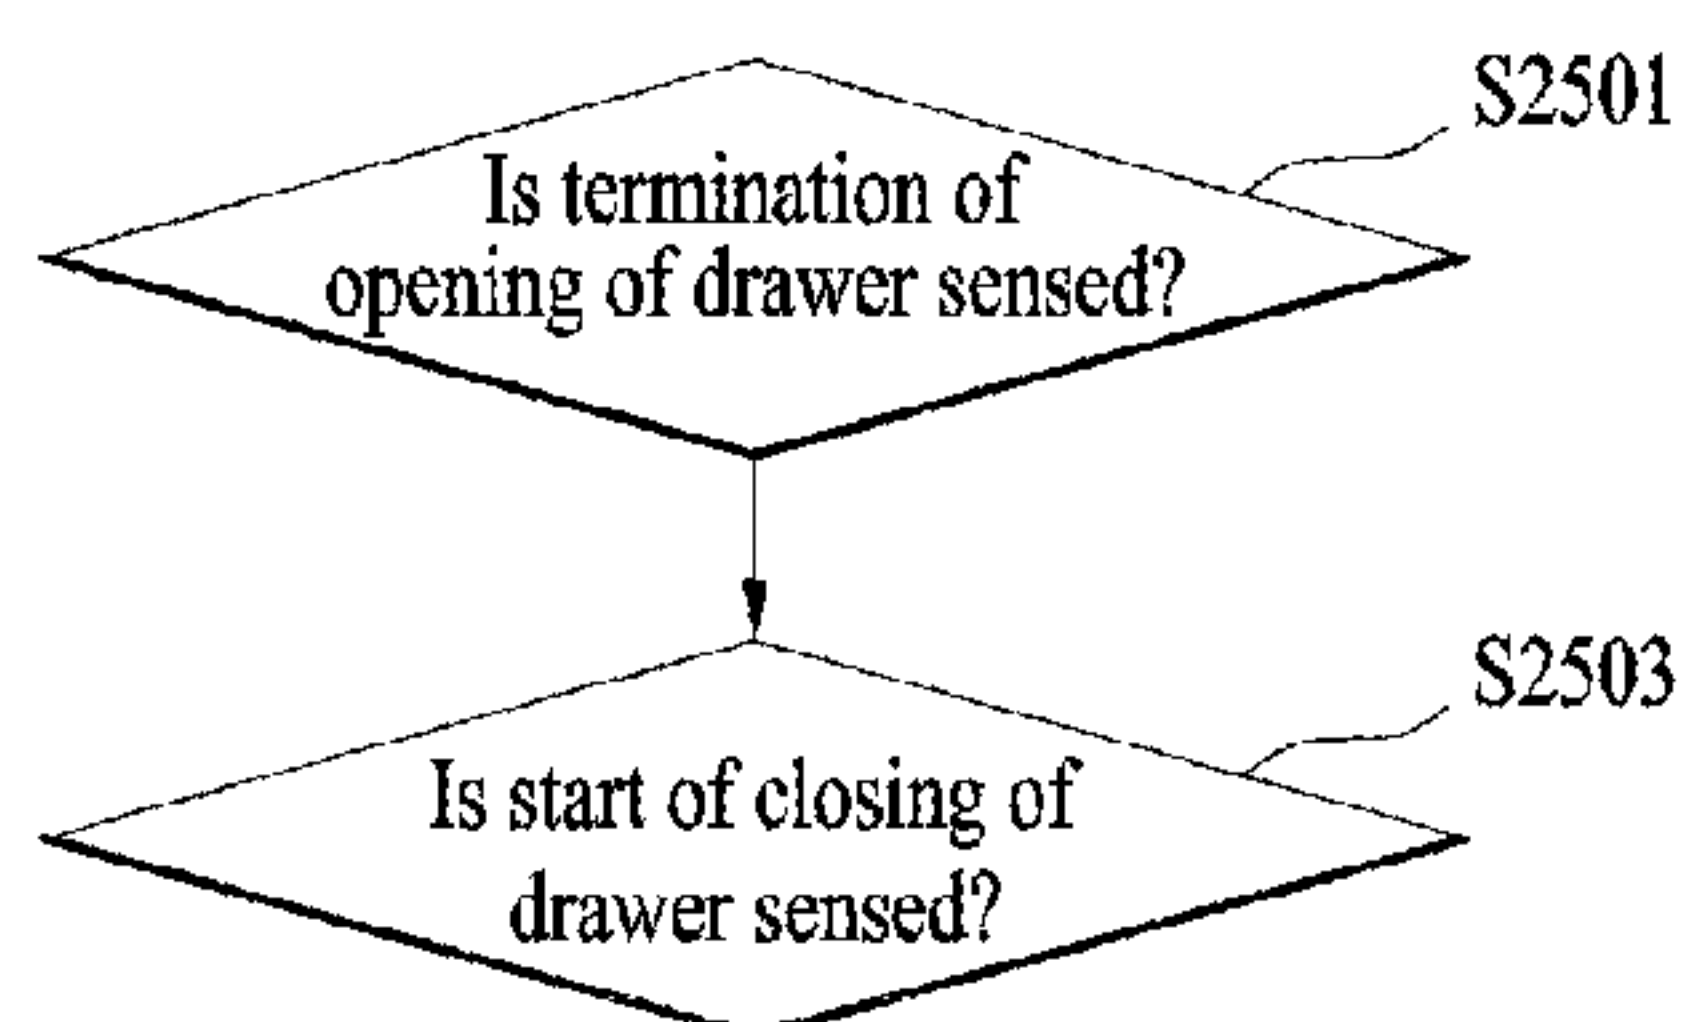 S2501
Is termination of
opening of drawer sensed?
S2503
Is start of closing of
drawer sensed?